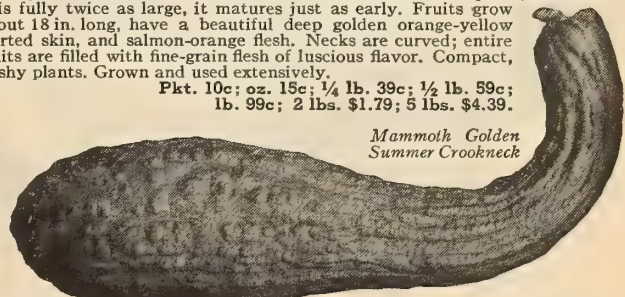 is fully twice as large, it matures just as early. Fruits grow
out 18 in. long, have a beautiful deep golden orange-yellow
rted skin, and salmon-orange flesh. Necks are curved; entire
its are filled with fine-grain flesh of luscious flavor. Compact,
shy plants. Grown and used extensively.
Pkt. 10c; oz. 15c; ¼ lb. 39c; ½ lb. 59c;
lb. 99c; 2 lbs. $1.79; 5 lbs. $4.39.
Mammoth Golden
Summer Crookneck